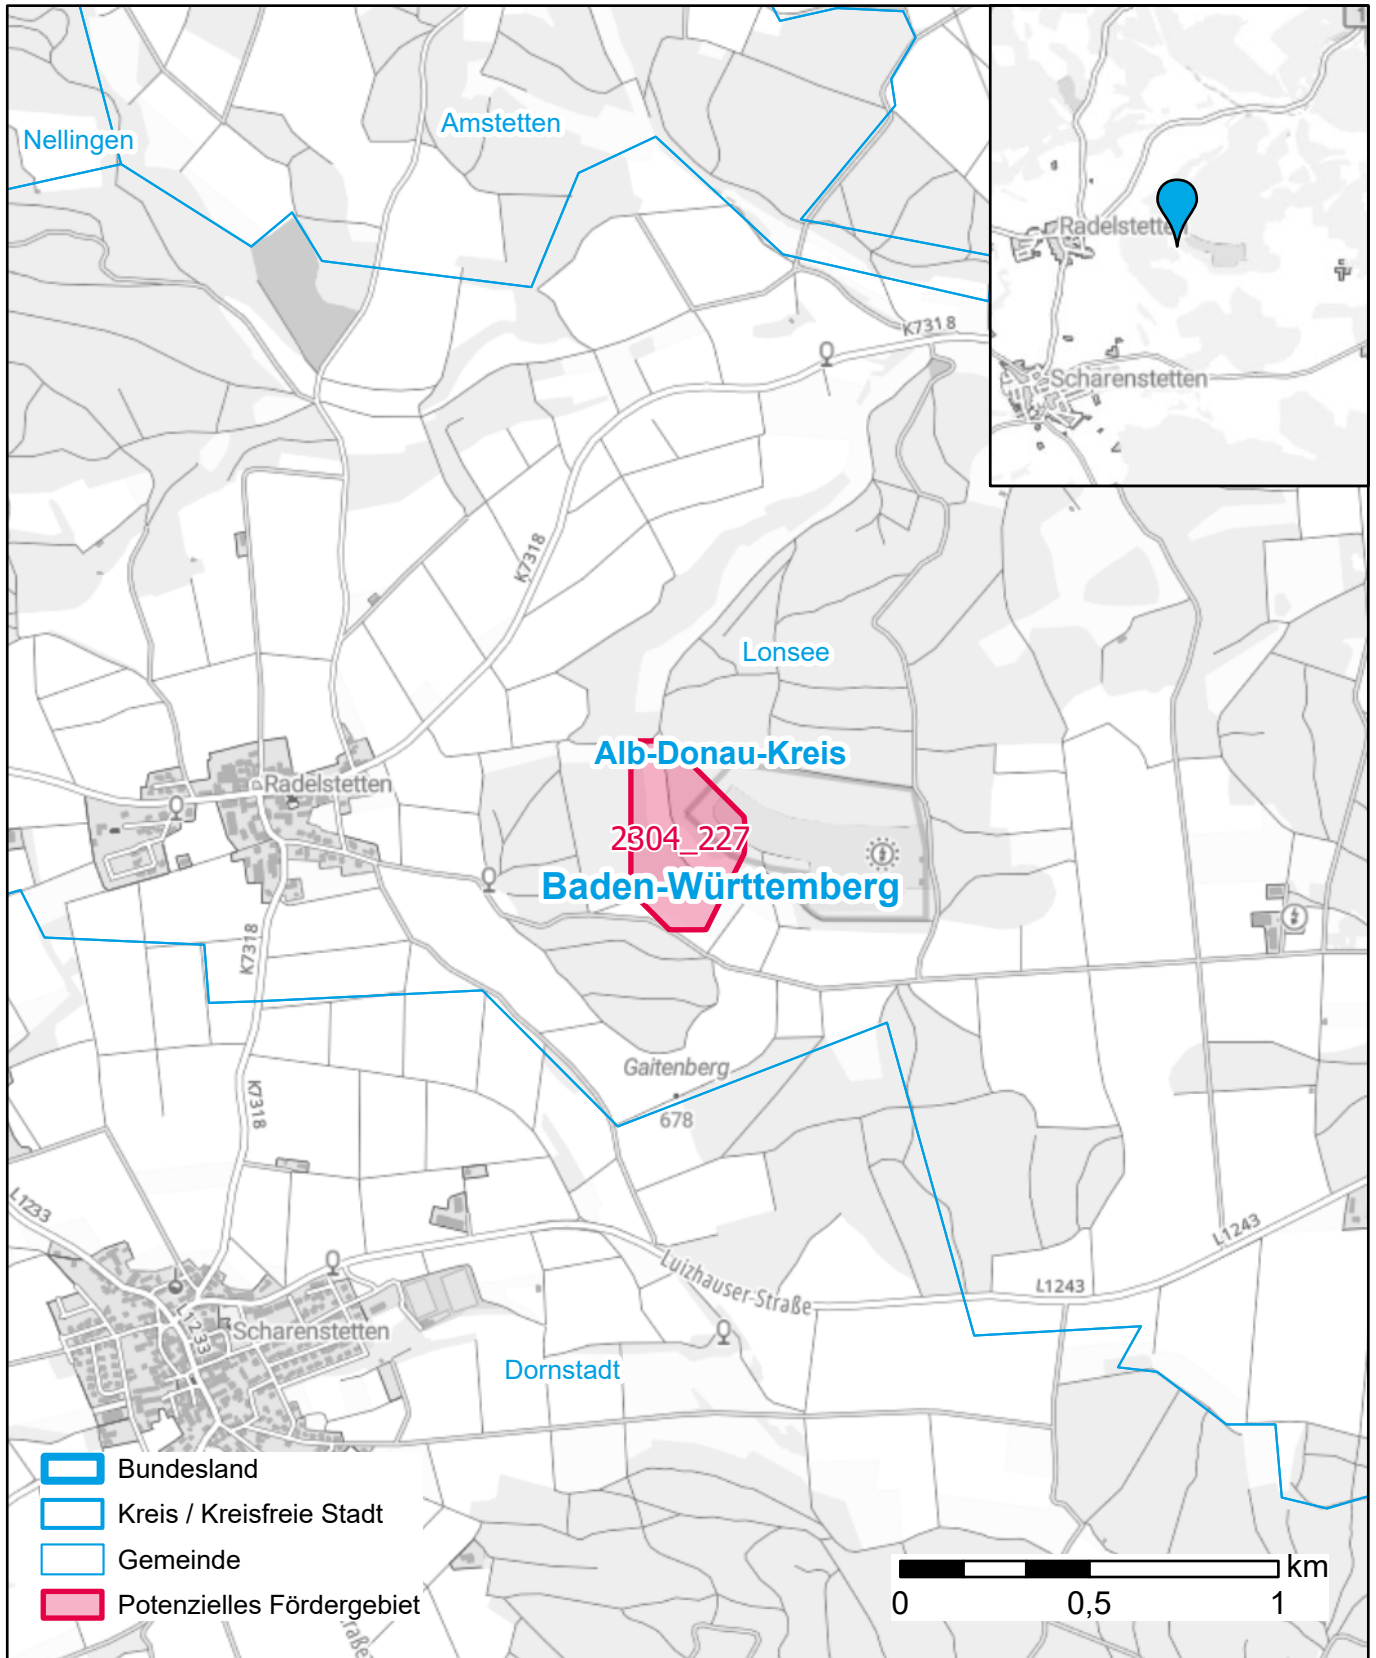 Nellingen
Amstetten
Radelstetten
Scharenstetten
K7318
K7318
Lonsee
Alb-Donau-Kreis
Radelstetten
2304_227
Baden-Württemberg
K7318
Gaitenberg
678
K7318
L1233
L1243
L1243
Luizhauser-Straße
L1233
Scharenstetten
Dornstadt
Bundesland
Kreis / Kreisfreie Stadt
Gemeinde
Potenzielles Fördergebiet
km
0 0,5 1